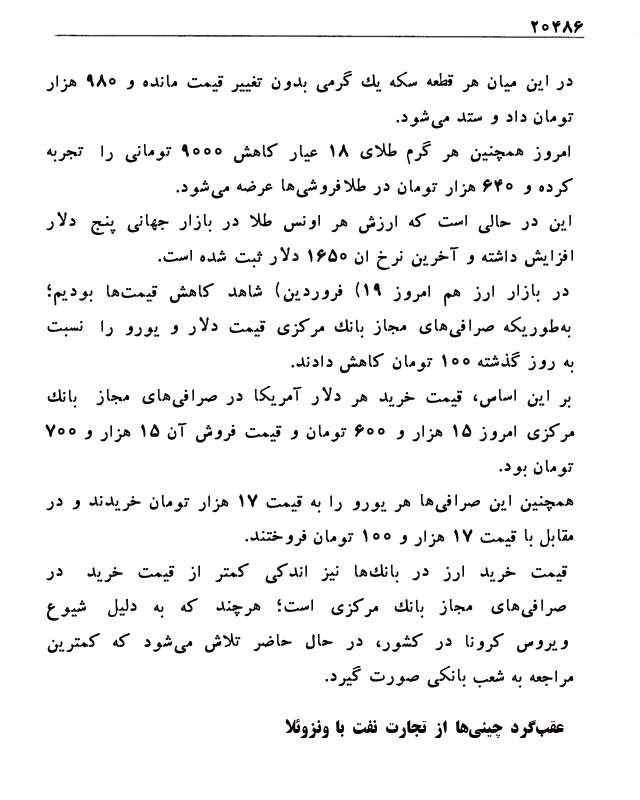 ۲۰۴۸۶
در این میان هر قطعه سکه یك گرمی بدون تغییر قیمت مانده و ۹۸۰ هزار
تومان داد و ستد می‌شود.
امروز همچنین هر گرم طلای ۱۸ عیار کاهش ۹۰۰۰ تومانی را تجربه
کرده و ۶۴۰ هزار تومان در طلافروشی‌ها عرضه می‌شود.
این در حالی است که ارزش هر اونس طلا در بازار جهانی پنج دلار
افزایش داشته و آخرین نرخ ان ۱۶۵۰ دلار ثبت شده است.
در بازار ارز هم امروز ۱۹) فروردین) شاهد کاهش قیمت‌ها بودیم؛
به‌طوریکه صرافی‌های مجاز بانك مرکزی قیمت دلار و یورو را نسبت
به روز گذشته ۱۰۰ تومان کاهش دادند.
بر این اساس، قیمت خرید هر دلار آمریکا در صرافی‌های مجاز بانك
مرکزی امروز ۱۵ هزار و ۶۰۰ تومان و قیمت فروش آن ۱۵ هزار و ۷۰۰
تومان بود.
همچنین این صرافی‌ها هر یورو را به قیمت ۱۷ هزار تومان خریدند و در
مقابل با قیمت ۱۷ هزار و ۱۰۰ تومان فروختند.
قیمت خرید ارز در بانك‌ها نیز اندکی کمتر از قیمت خرید در
صرافی‌های مجاز بانك مرکزی است؛ هرچند که به دلیل شیوع
ویروس کرونا در کشور، در حال حاضر تلاش می‌شود که کمترین
مراجعه به شعب بانکی صورت گیرد.
عقب‌گرد چینی‌ها از تجارت نفت با ونزوئلا